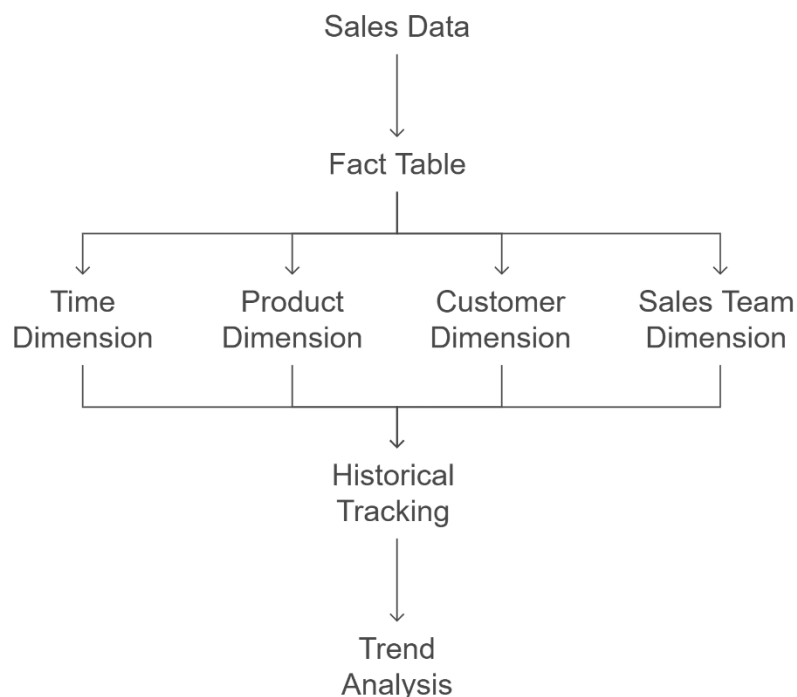 Sales Data
Fact Table
Time
Dimension
Product
Dimension
Customer
Dimension
Sales Team
Dimension
Historical
Tracking
Trend
Analysis